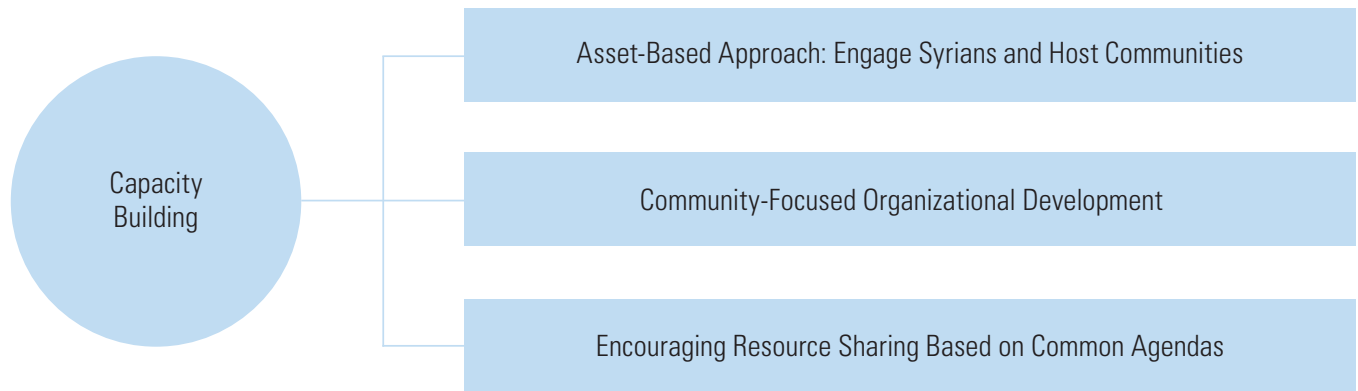 Asset-Based Approach: Engage Syrians and Host Communities
Capacity
Building
Community-Focused Organizational Development
Encouraging Resource Sharing Based on Common Agendas